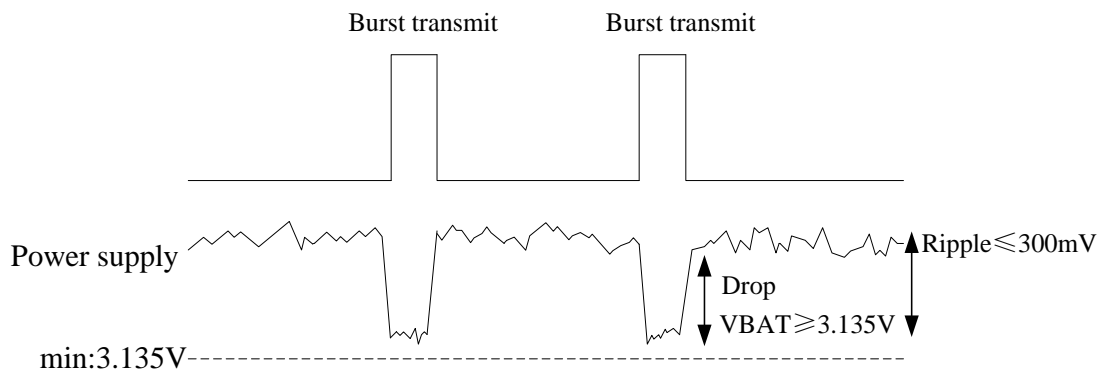 Burst transmit
Burst transmit
Power supply
Ripple≤300mV
Drop
VBAT≥3.135V
min:3.135V